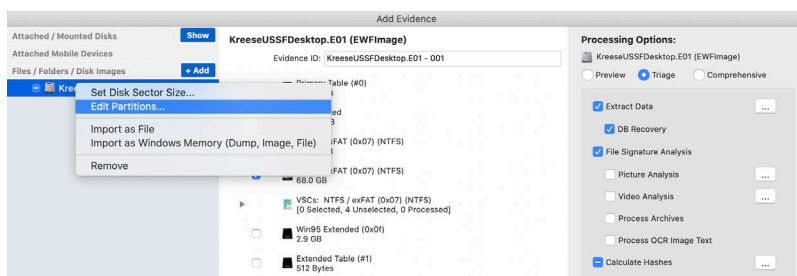 Add Evidence
Attached / Mounted Disks
Show
Attached Mobile Devices
Files / Folders / Disk Images
+ Add
Kree
Set Disk Sector Size...
Edit Partitions...
Import as File
Import as Windows Memory (Dump, Image, File)
Remove
KreeseUSSFDesktop.E01 (EWFImage)
Evidence ID: KreeseUSSFDesktop.E01 - 001
Primary Table (#0)
exFAT (0x07) (NTFS)
exFAT (0x07) (NTFS)
68.0 GB
VSCs: NTFS / exFAT (0x07) (NTFS)
[0 Selected, 4 Unselected, 0 Processed]
Win95 Extended (0x0f)
2.9 GB
Extended Table (#1)
512 Bytes
Processing Options:
KreeseUSSFDesktop.E01 (EWFImage)
Preview Triage Comprehensive
Extract Data ...
DB Recovery
File Signature Analysis
Picture Analysis ...
Video Analysis ...
Process Archives
Process OCR Image Text
Calculate Hashes ...